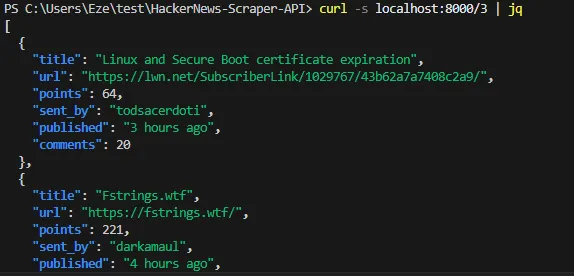 PS C:\Users\Eze\test\HackerNews-Scraper-API> curl -s localhost:8000/3 | jq
[
  {
    "title": "Linux and Secure Boot certificate expiration",
    "url": "https://lwn.net/SubscriberLink/1029767/43b62a7a7408c2a9/",
    "points": 64,
    "sent_by": "todsacerdoti",
    "published": "3 hours ago",
    "comments": 20
  },
  {
    "title": "Fstrings.wtf",
    "url": "https://fstrings.wtf/",
    "points": 221,
    "sent_by": "darkamaul",
    "published": "4 hours ago",